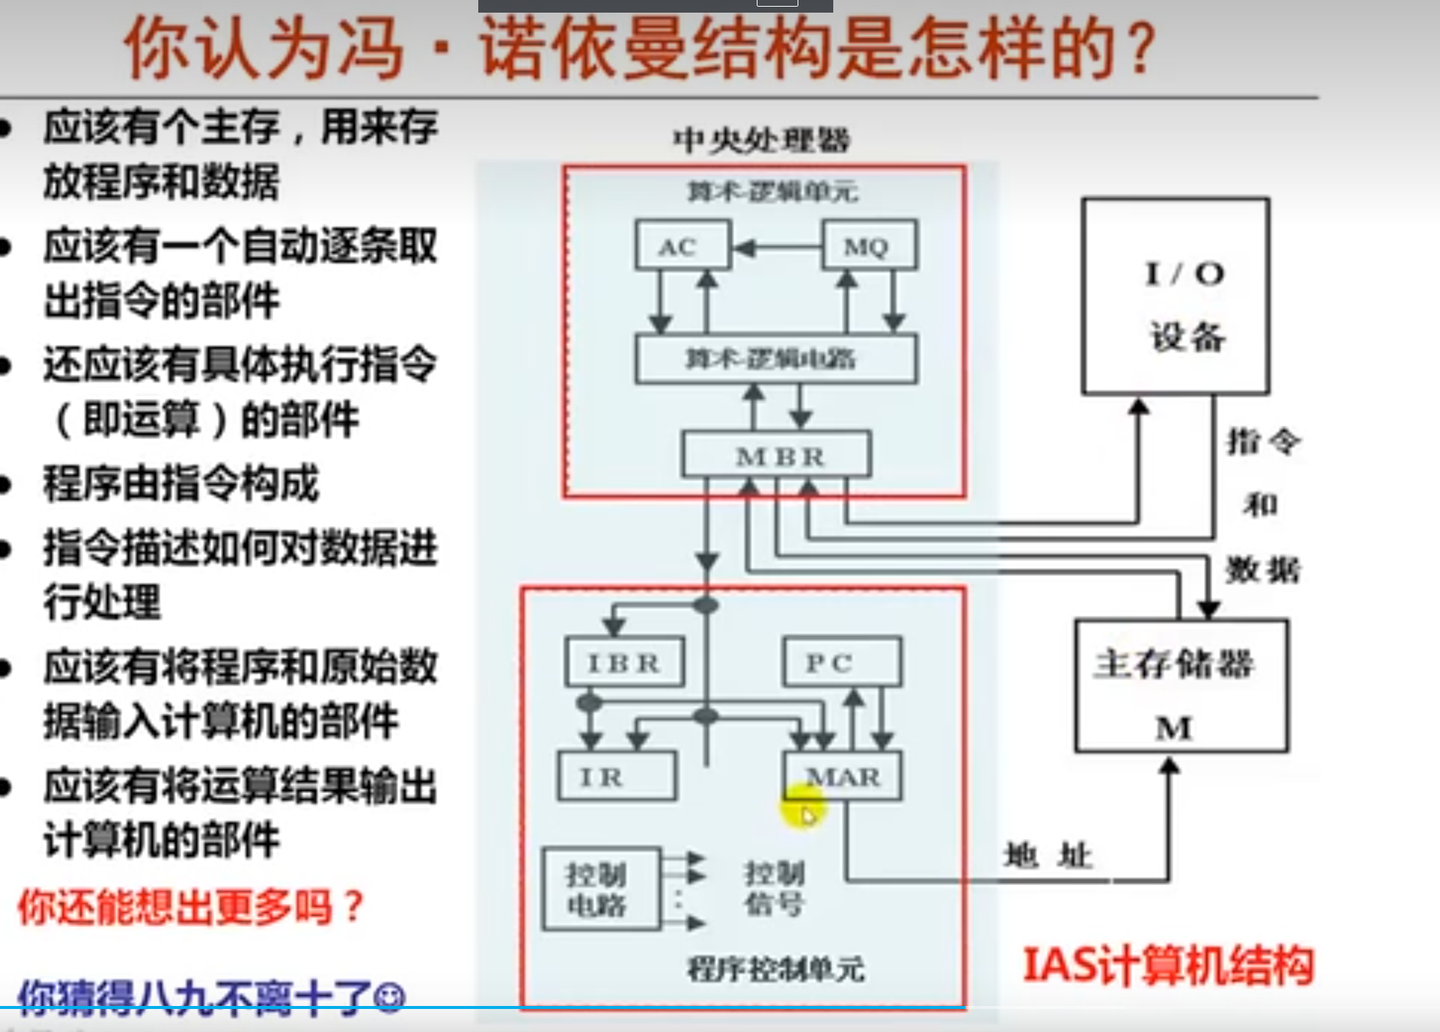 你认为冯·诺依曼结构是怎样的？
应该有个主存，用来存
放程序和数据
应该有一个自动逐条取
出指令的部件
还应该有具体执行指令
（即运算）的部件
程序由指令构成
指令描述如何对数据进
行处理
应该有将程序和原始数
据输入计算机的部件
应该有将运算结果输出
计算机的部件
你还能想出更多吗？
你猜得八九不离十了☺
中央处理器
算术-逻辑单元
AC
MQ
算术-逻辑电路
MBR
IBR
PC
IR
MAR
控制
电路
控制
信号
程序控制单元
I/O
设备
指令
和
数据
主存储器
M
地址
IAS计算机结构